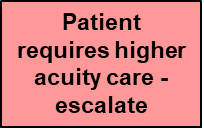 Patient
requires higher
acuity care -
escalate